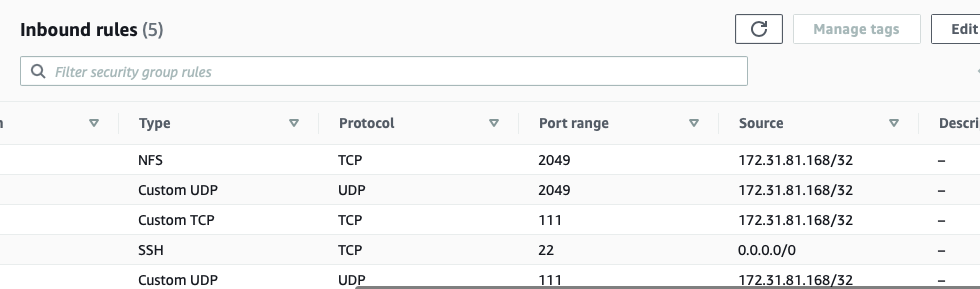 Inbound rules (5)
Manage tags
Edit
Filter security group rules
n Type Protocol Port range Source Descri
NFS TCP 2049 172.31.81.168/32 –
Custom UDP UDP 2049 172.31.81.168/32 –
Custom TCP TCP 111 172.31.81.168/32 –
SSH TCP 22 0.0.0.0/0 –
Custom UDP UDP 111 172.31.81.168/32 –